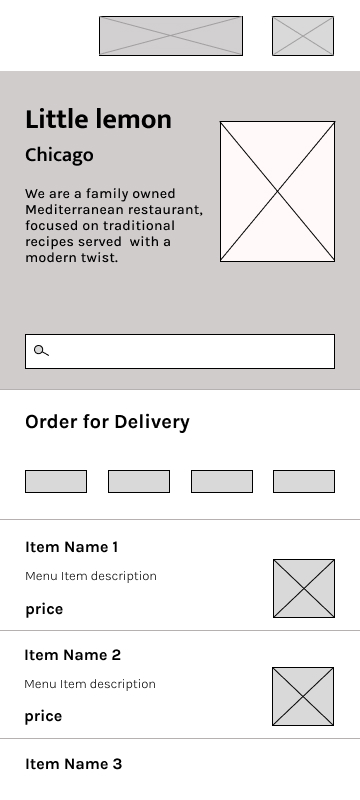 Little lemon
Chicago
We are a family owned
Mediterranean restaurant,
focused on traditional
recipes served with a
modern twist.
Order for Delivery
Item Name 1
Menu Item description
price
Item Name 2
Menu Item description
price
Item Name 3